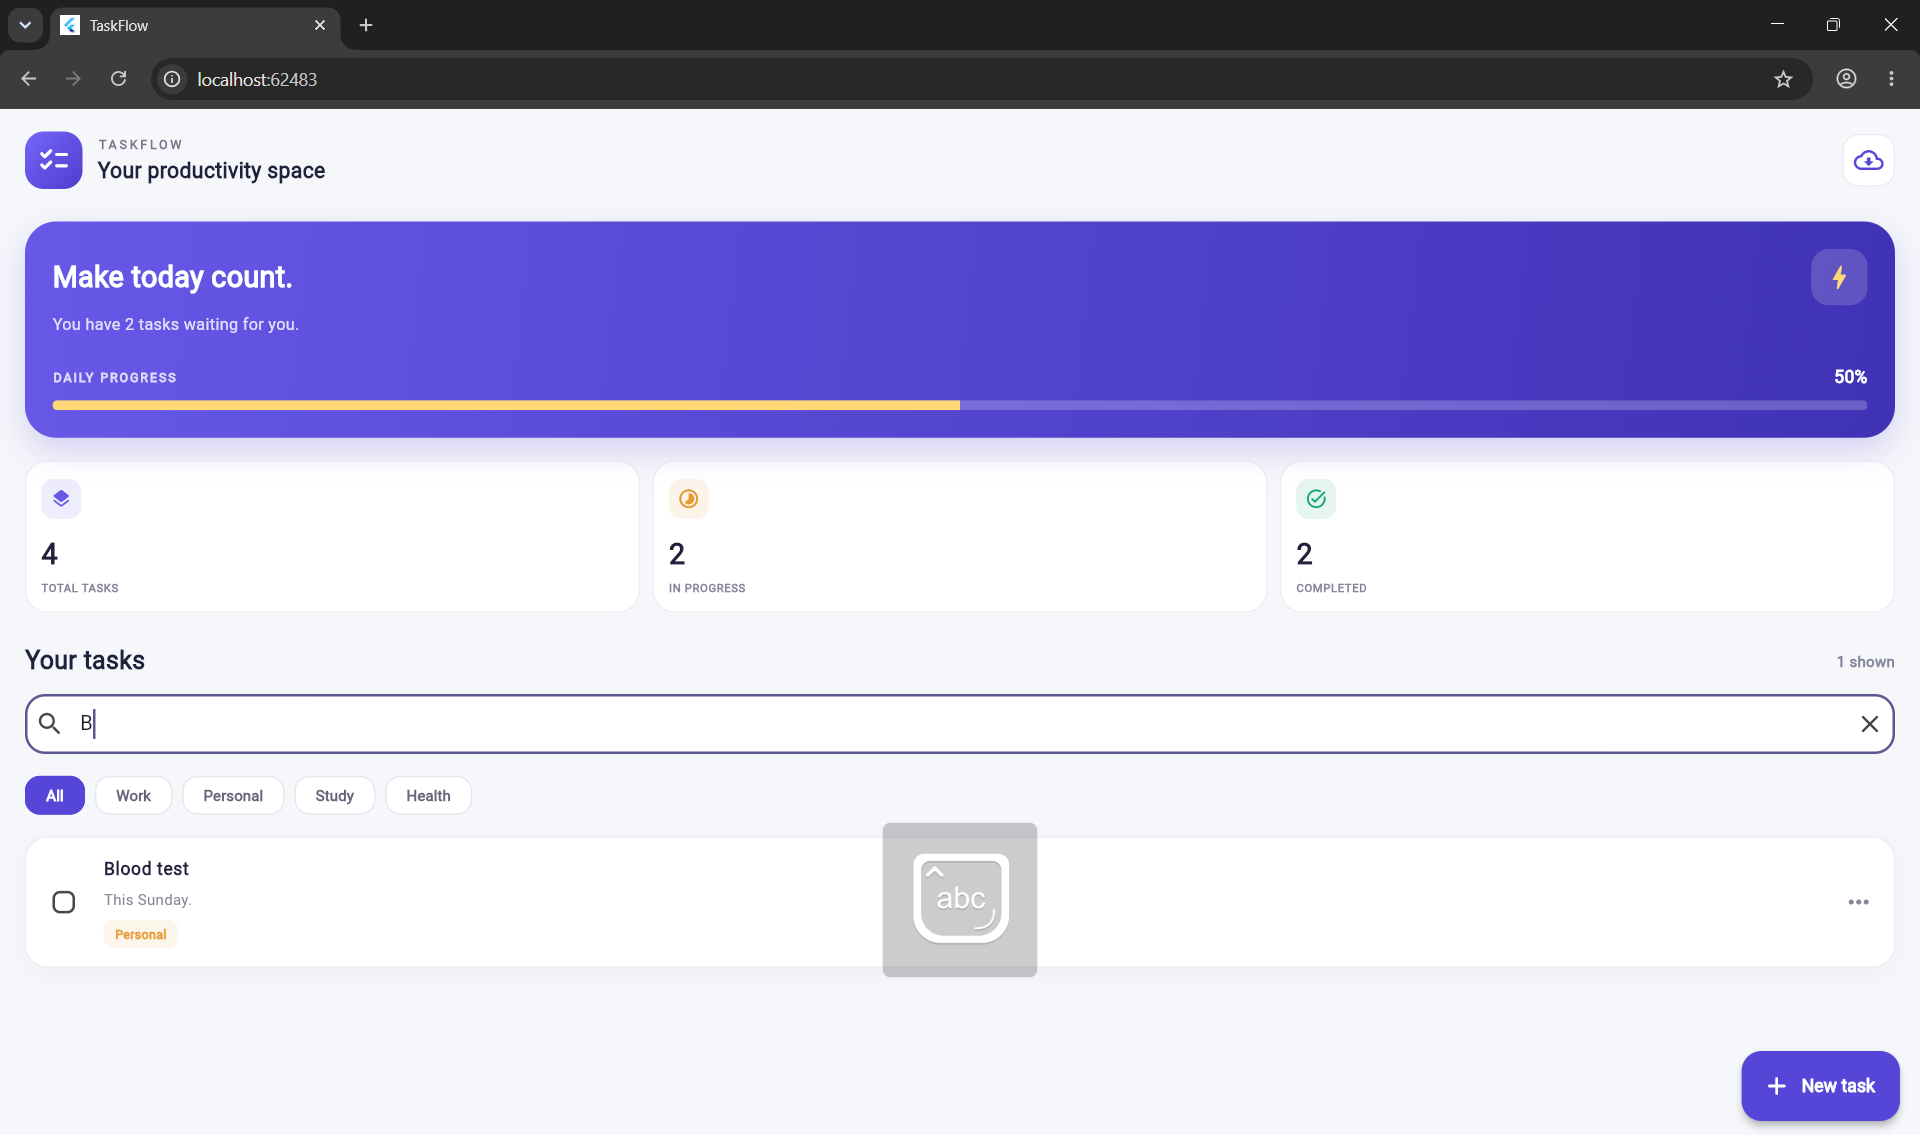 TaskFlow
localhost:62483
TASKFLOW
Your productivity space
Make today count.
You have 2 tasks waiting for you.
DAILY PROGRESS
50%
4
TOTAL TASKS
2
IN PROGRESS
2
COMPLETED
Your tasks
1 shown
B
All
Work
Personal
Study
Health
Blood test
This Sunday.
Personal
abc
New task